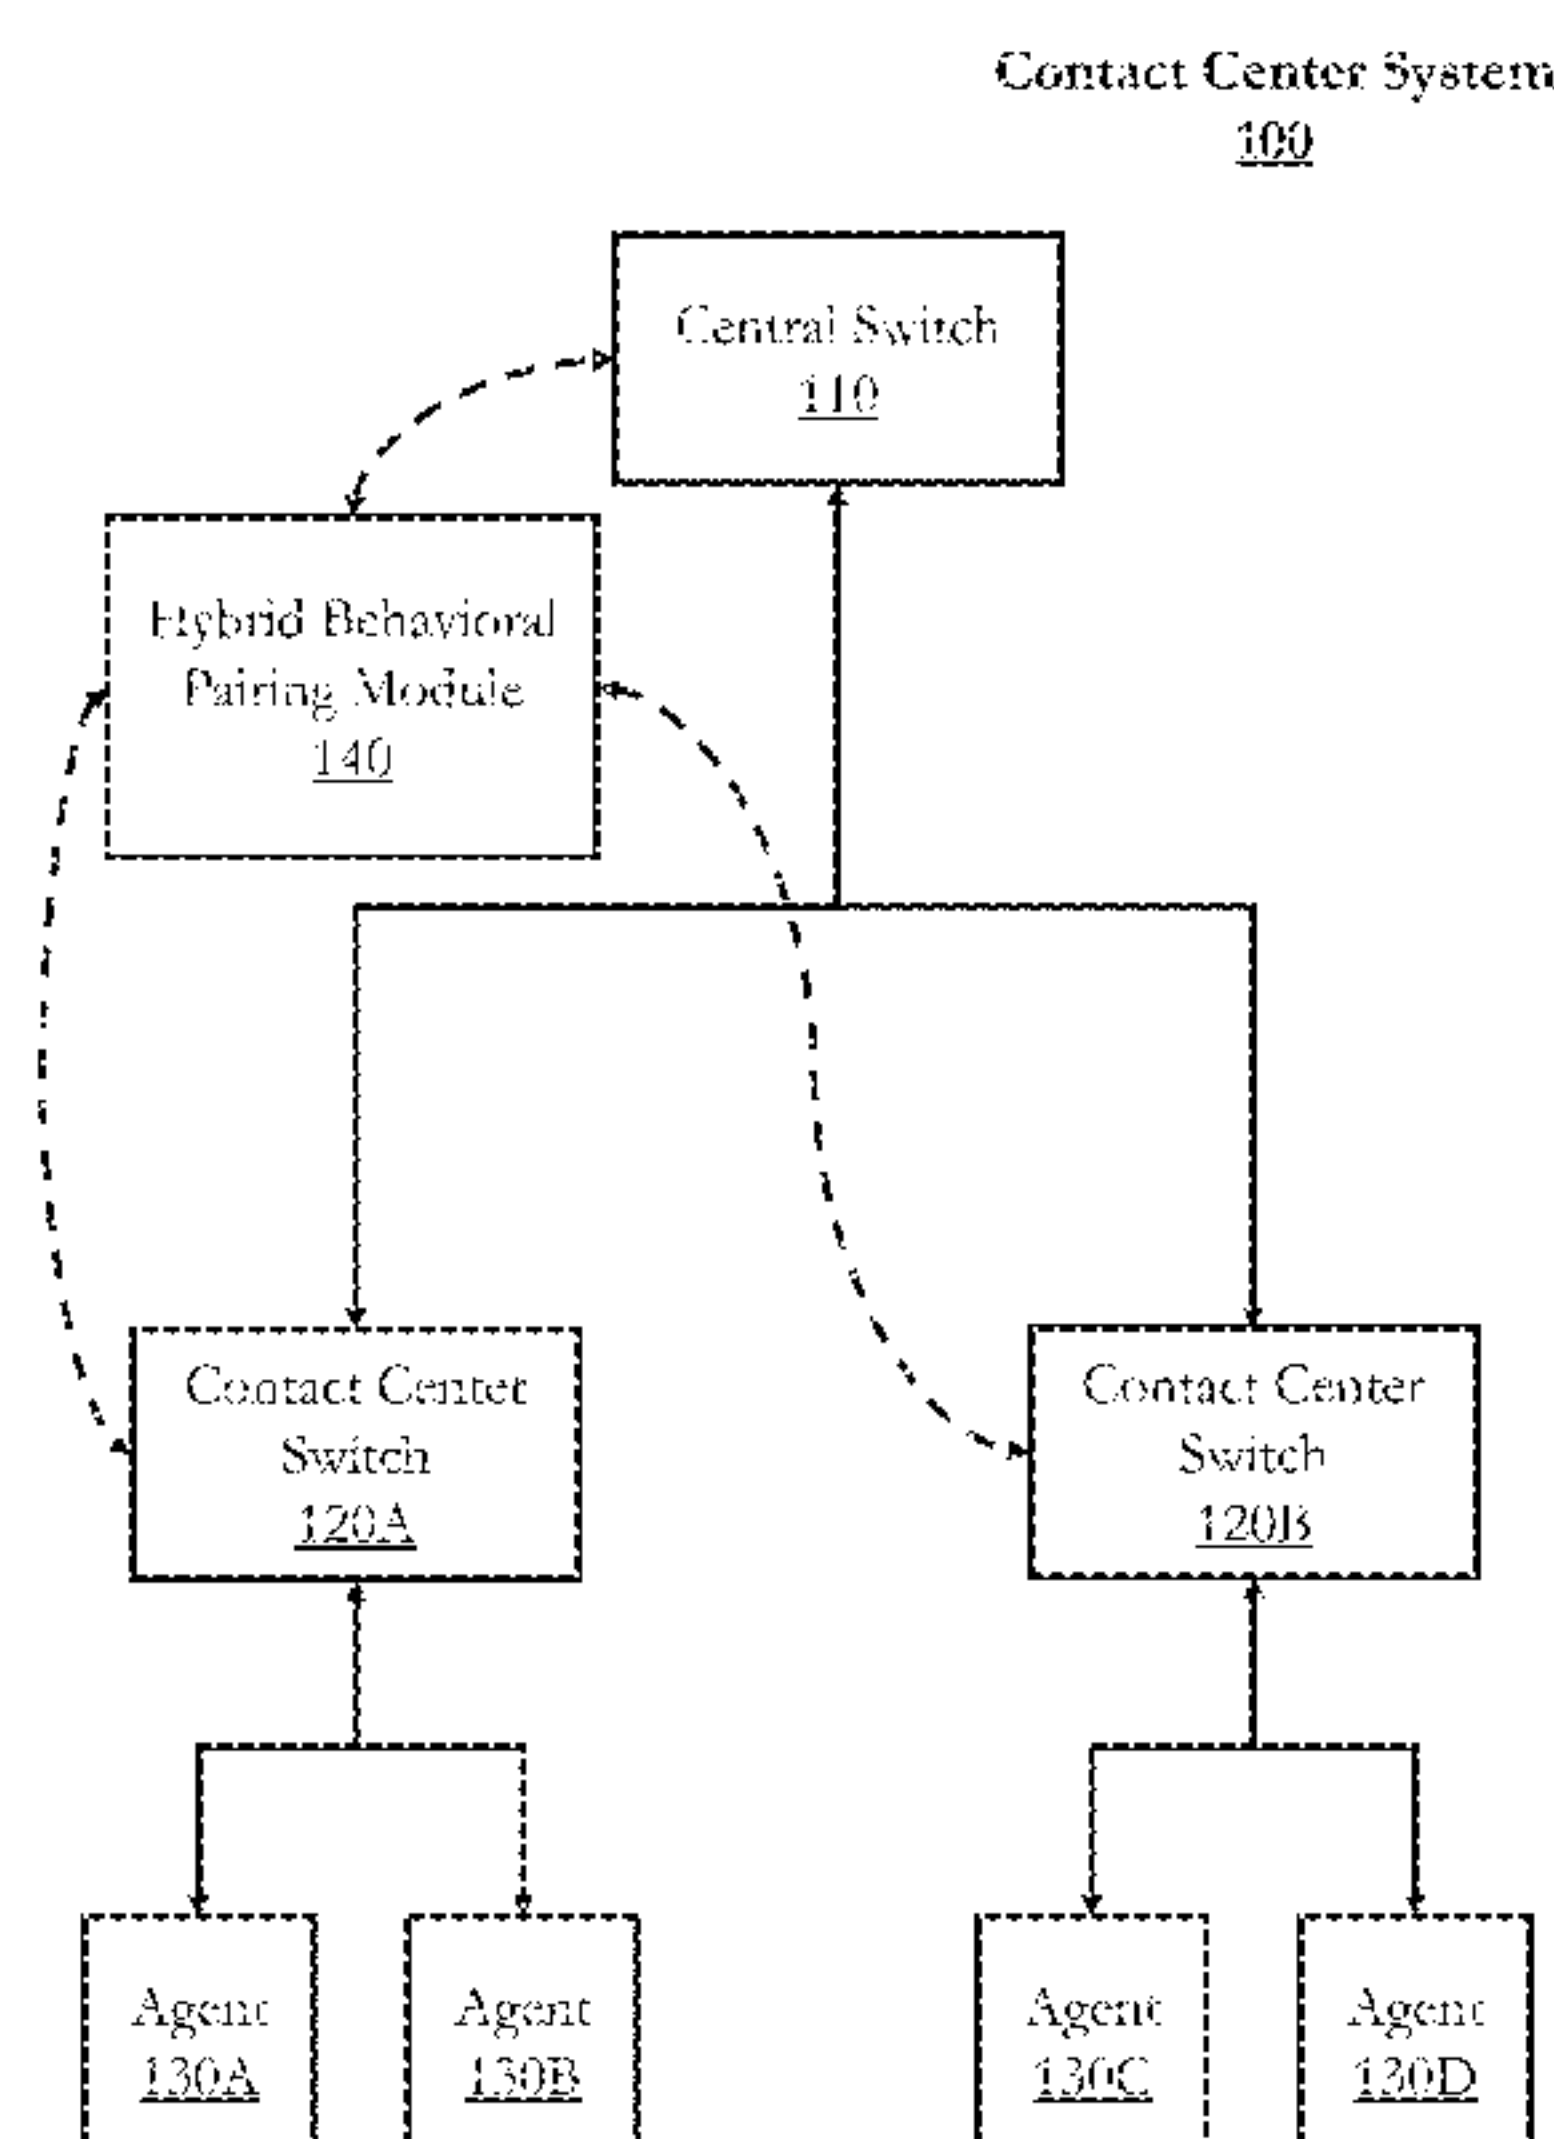 Contact Center System
100
Central Switch
110
Hybrid Behavioral
Pairing Module
140
Contact Center
Switch
120A
Contact Center
Switch
120B
Agent
130A
Agent
130B
Agent
130C
Agent
130D